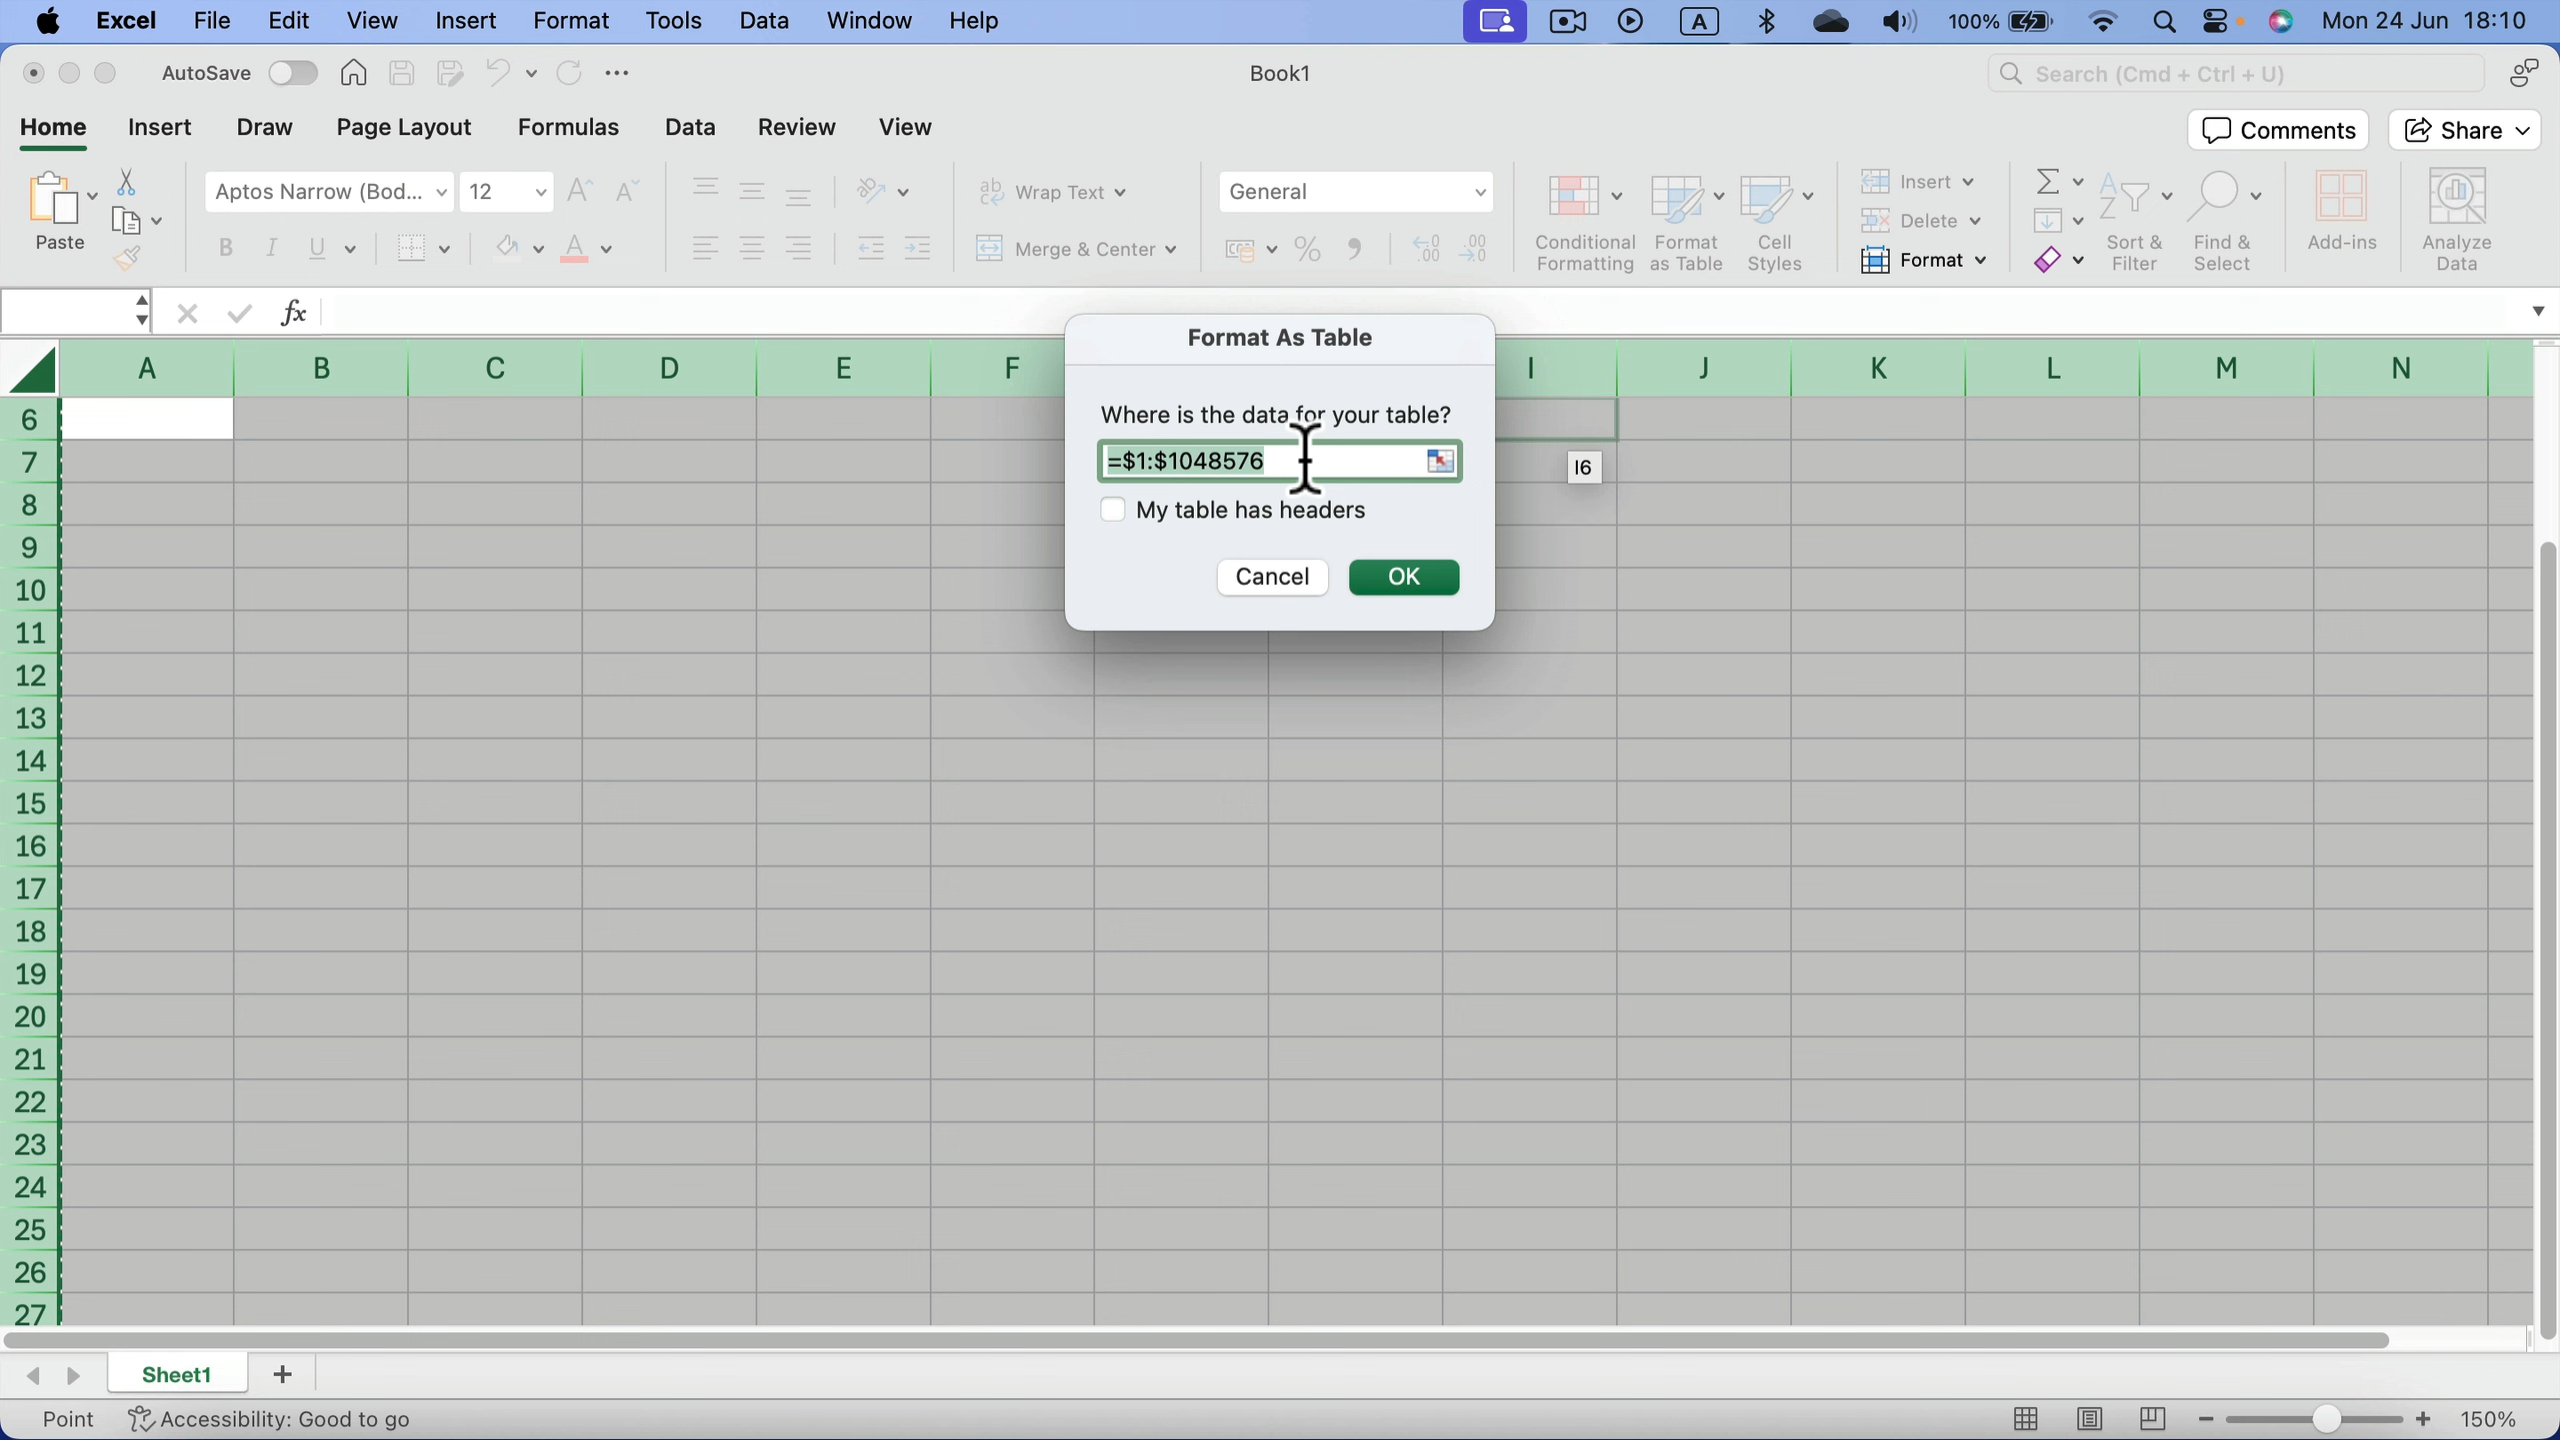 Excel File Edit View Insert Format Tools Data Window Help A 100% Mon 24 Jun 18:10
AutoSave Book1 Search (Cmd + Ctrl + U)
Home Insert Draw Page Layout Formulas Data Review View Comments Share
Paste
Aptos Narrow (Bod... 12 A A
B I U A
ab Wrap Text
Merge & Center
General
% 9 .00
Conditional Formatting
Format as Table
Cell Styles
Insert
Delete
Format
Sort & Filter
Find & Select
Add-ins
Analyze Data
fx
A B C D E F I J K L M N
Format As Table
Where is the data for your table?
=$1:$1048576
My table has headers
Cancel OK
I6
6
7
8
9
10
11
12
13
14
15
16
17
18
19
20
21
22
23
24
25
26
27
Sheet1 +
Point Accessibility: Good to go 150%